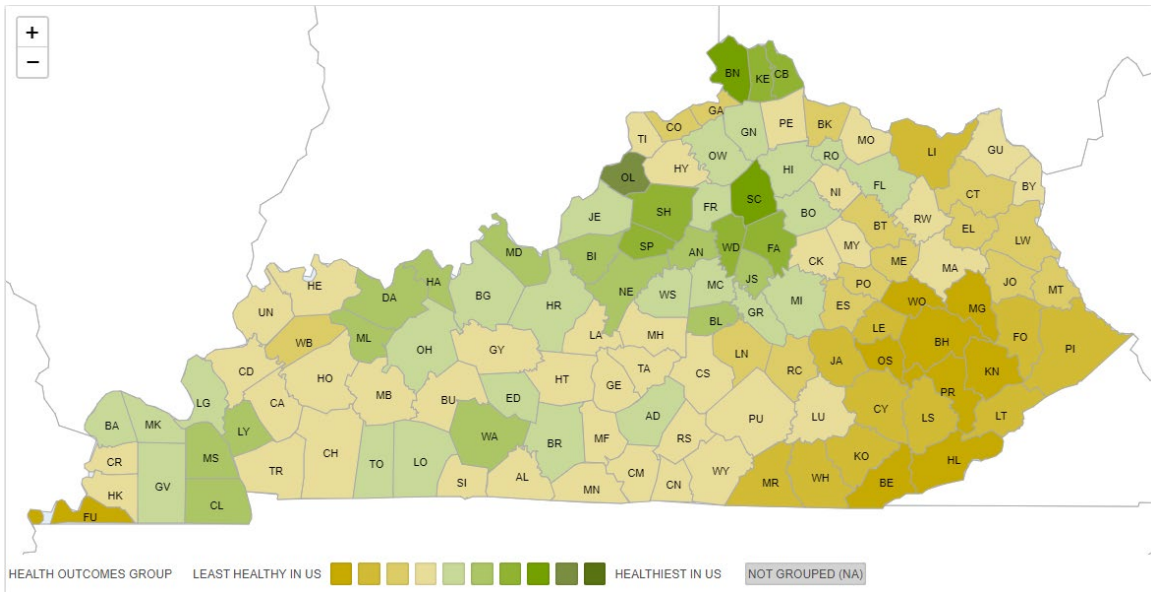 +
−
BN
KE
CB
GA
CO
PE
BK
TI
GN
MO
LI
GU
OW
RO
HY
HI
BY
OL
FL
CT
NI
SC
FR
SH
BO
RW
JE
BT
EL
LW
SP
WD
FA
MY
AN
MD
BI
CK
ME
MA
JS
HA
JO
PO
MT
HE
NE
MC
DA
BG
WS
MI
HR
ES
WO
MG
UN
GR
BL
LE
LA
MH
FO
ML
WB
BH
PI
OH
GY
LN
JA
OS
TA
CD
HT
CS
RC
KN
HO
GE
PR
MB
BU
ED
LG
CA
CY
AD
LU
LT
PU
LS
BA
MK
LY
WA
MF
RS
BR
CH
KO
MS
CR
HL
TO
LO
TR
CM
WY
AL
WH
MR
SI
CN
BE
GV
MN
HK
CL
FU
HEALTH OUTCOMES GROUP LEAST HEALTHY IN US HEALTHIEST IN US NOT GROUPED (NA)